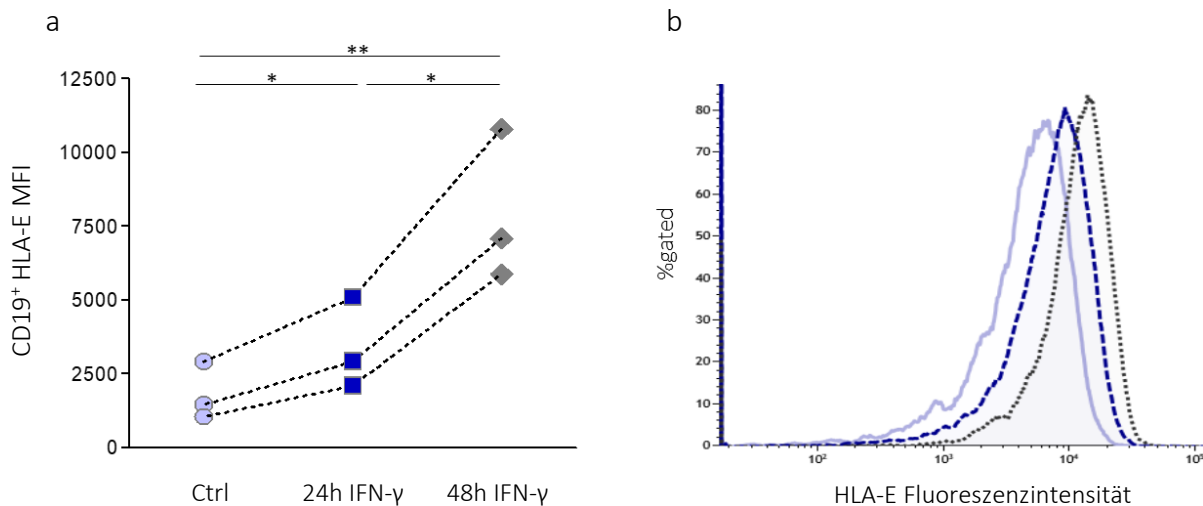 a
**
*
*
12500
10000
7500
5000
2500
0
CD19⁺ HLA-E MFI
Ctrl
24h IFN-γ
48h IFN-γ
b
80
70
60
50
40
30
20
10
0
%gated
10²
10³
10⁴
10⁵
HLA-E Fluoreszenzintensität